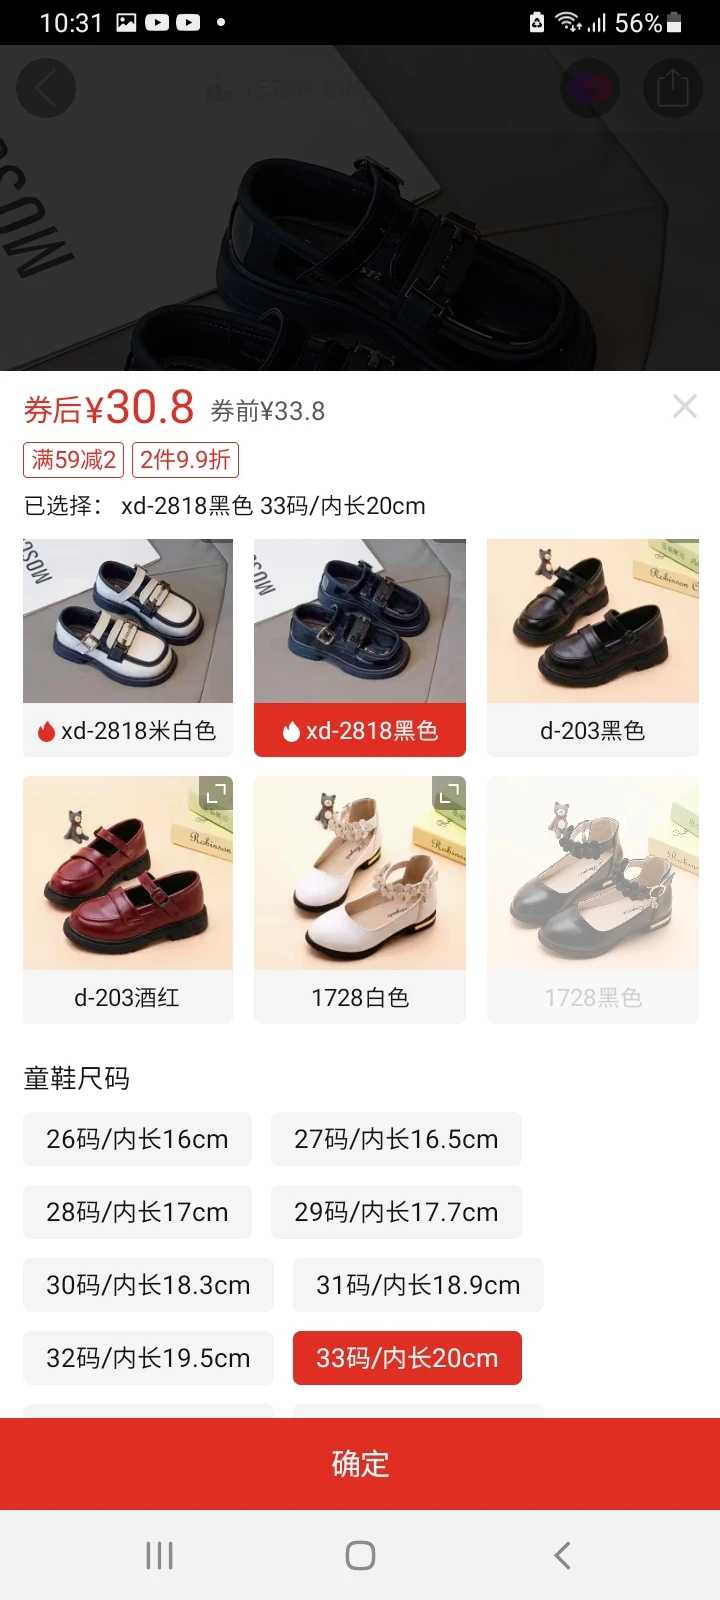 10:31
56%
MOSC
券后¥30.8 券前¥33.8
满59减2 2件9.9折
已选择： xd-2818黑色 33码/内长20cm
MOSC
MOSC
Robinson C
xd-2818米白色
xd-2818黑色
d-203黑色
Robinson
Robin
Robins
d-203酒红
1728白色
1728黑色
童鞋尺码
26码/内长16cm
27码/内长16.5cm
28码/内长17cm
29码/内长17.7cm
30码/内长18.3cm
31码/内长18.9cm
32码/内长19.5cm
33码/内长20cm
确定